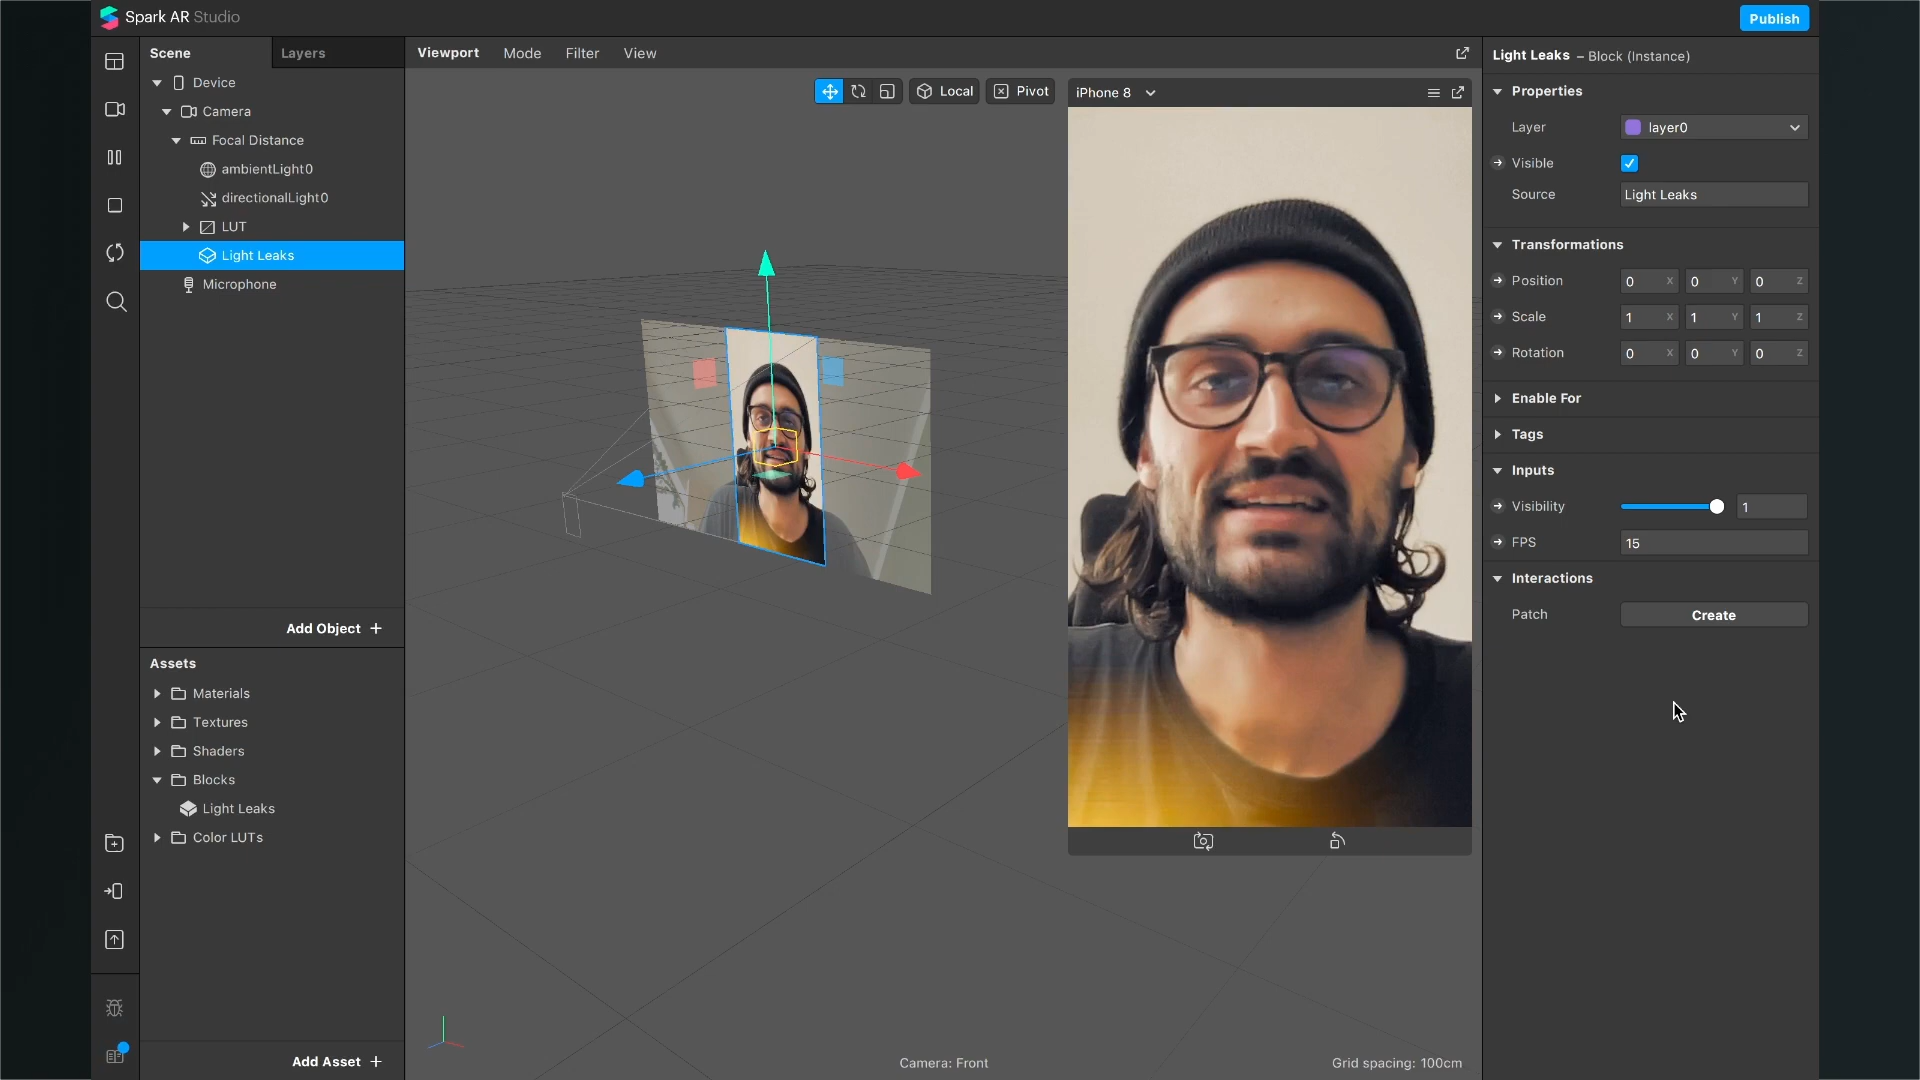 Spark AR Studio
Publish
Scene
Layers
Device
Camera
Focal Distance
ambientLight0
directionalLight0
LUT
Light Leaks
Microphone
Add Object +
Assets
Materials
Textures
Shaders
Blocks
Light Leaks
Color LUTs
Add Asset +
Viewport Mode Filter View
Local
Pivot
iPhone 8
Camera: Front
Grid spacing: 100cm
Light Leaks – Block (Instance)
Properties
Layer layer0
Visible
Source Light Leaks
Transformations
Position 0 X 0 Y 0 Z
Scale 1 X 1 Y 1 Z
Rotation 0 X 0 Y 0 Z
Enable For
Tags
Inputs
Visibility 1
FPS 15
Interactions
Patch Create